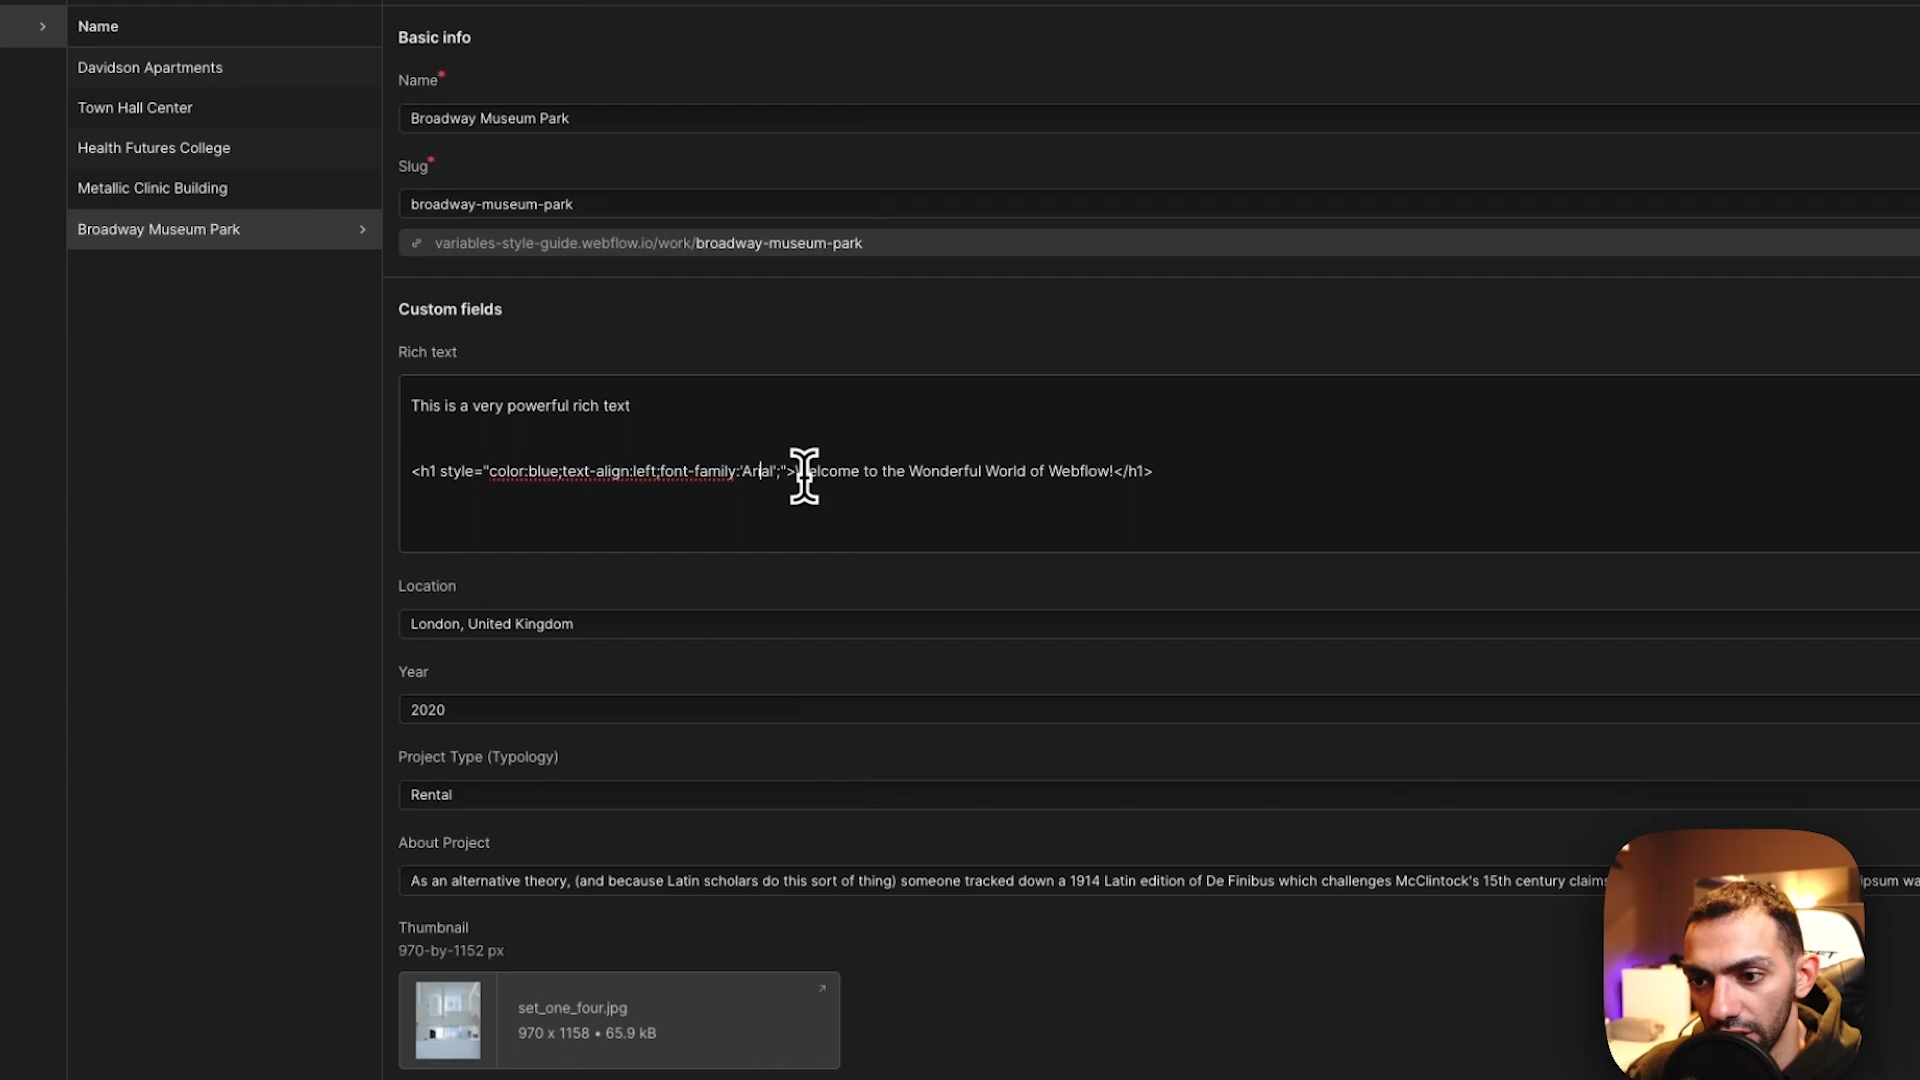 Name
Davidson Apartments
Town Hall Center
Health Futures College
Metallic Clinic Building
Broadway Museum Park
Basic info
Name*
Broadway Museum Park
Slug*
broadway-museum-park
variables-style-guide.webflow.io/work/broadway-museum-park
Custom fields
Rich text
This is a very powerful rich text
<h1 style="color:blue;text-align:left;font-family:'Arial';">Welcome to the Wonderful World of Webflow!</h1>
Location
London, United Kingdom
Year
2020
Project Type (Typology)
Rental
About Project
As an alternative theory, (and because Latin scholars do this sort of thing) someone tracked down a 1914 Latin edition of De Finibus which challenges McClintock's 15th century claims ipsum wa
Thumbnail
970-by-1152 px
set_one_four.jpg
970 x 1158 • 65.9 kB